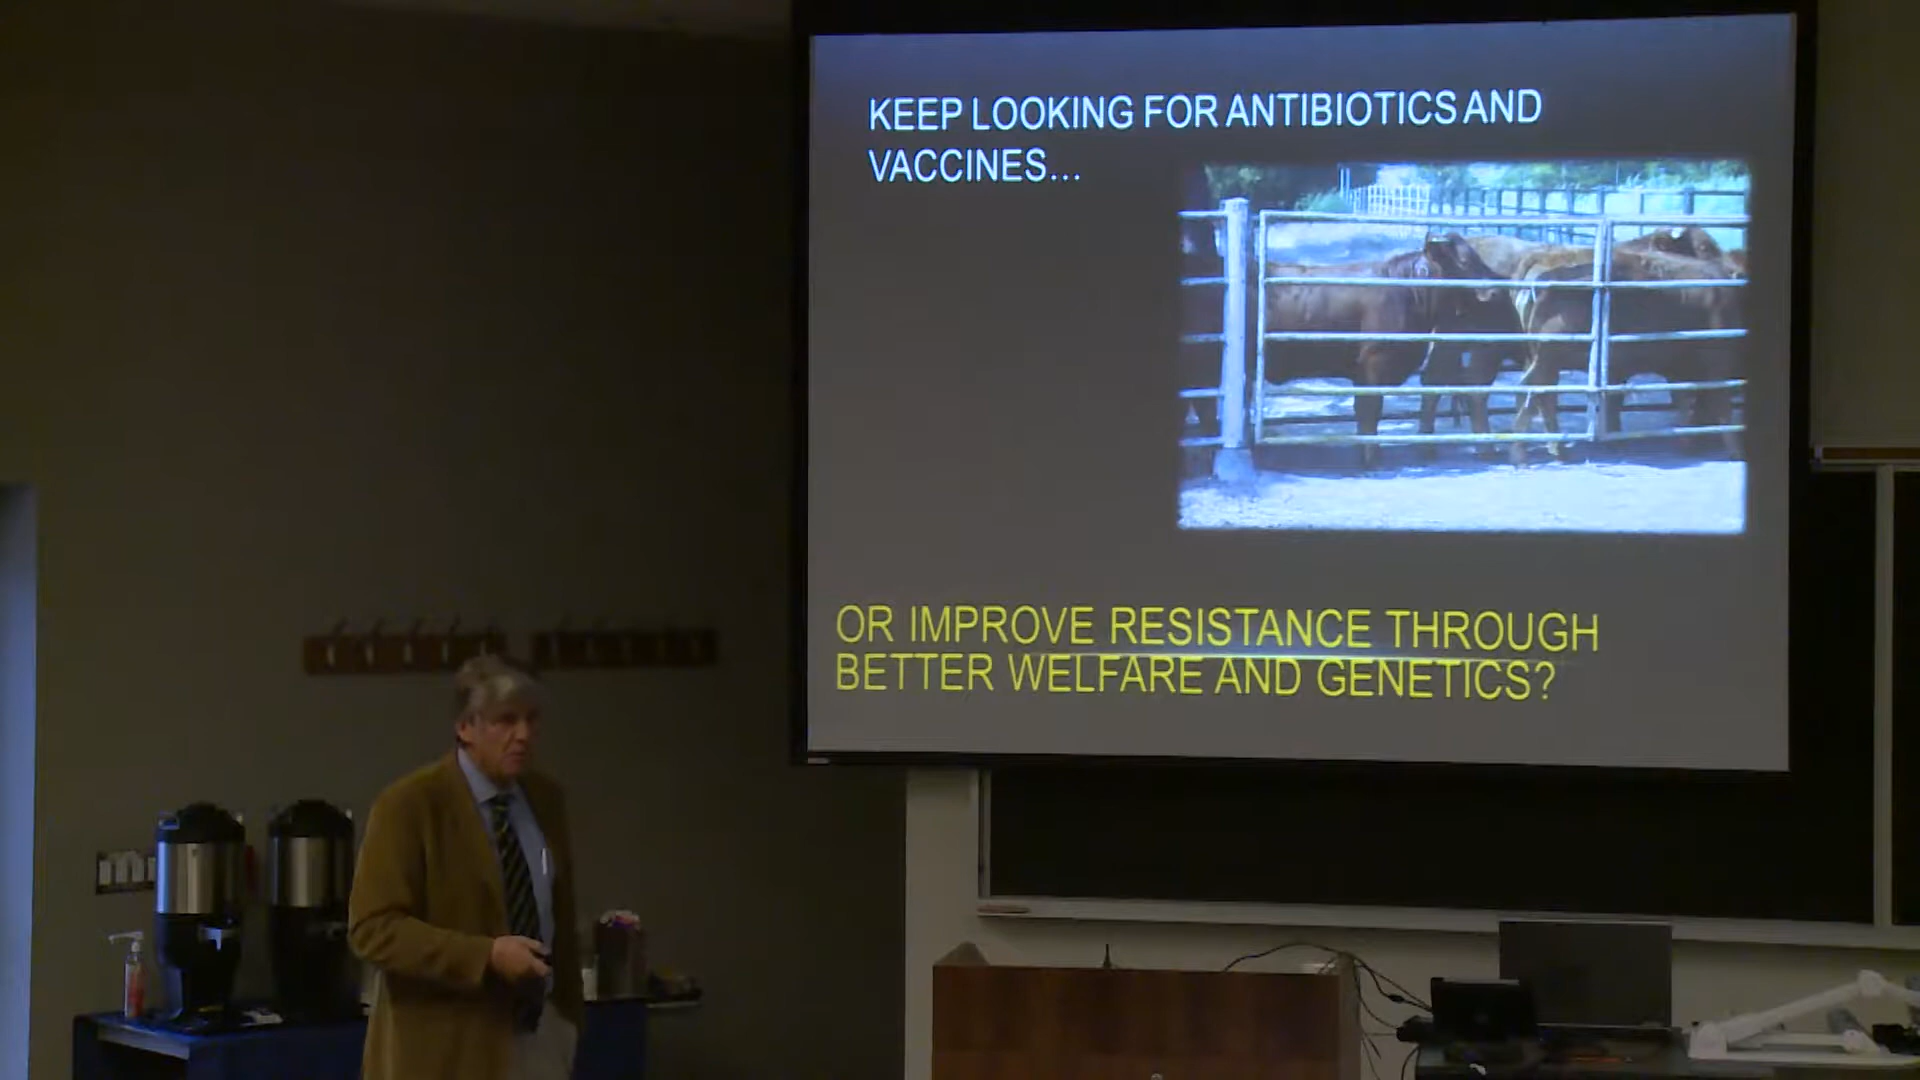 KEEP LOOKING FOR ANTIBIOTICS AND
VACCINES...
OR IMPROVE RESISTANCE THROUGH
BETTER WELFARE AND GENETICS?